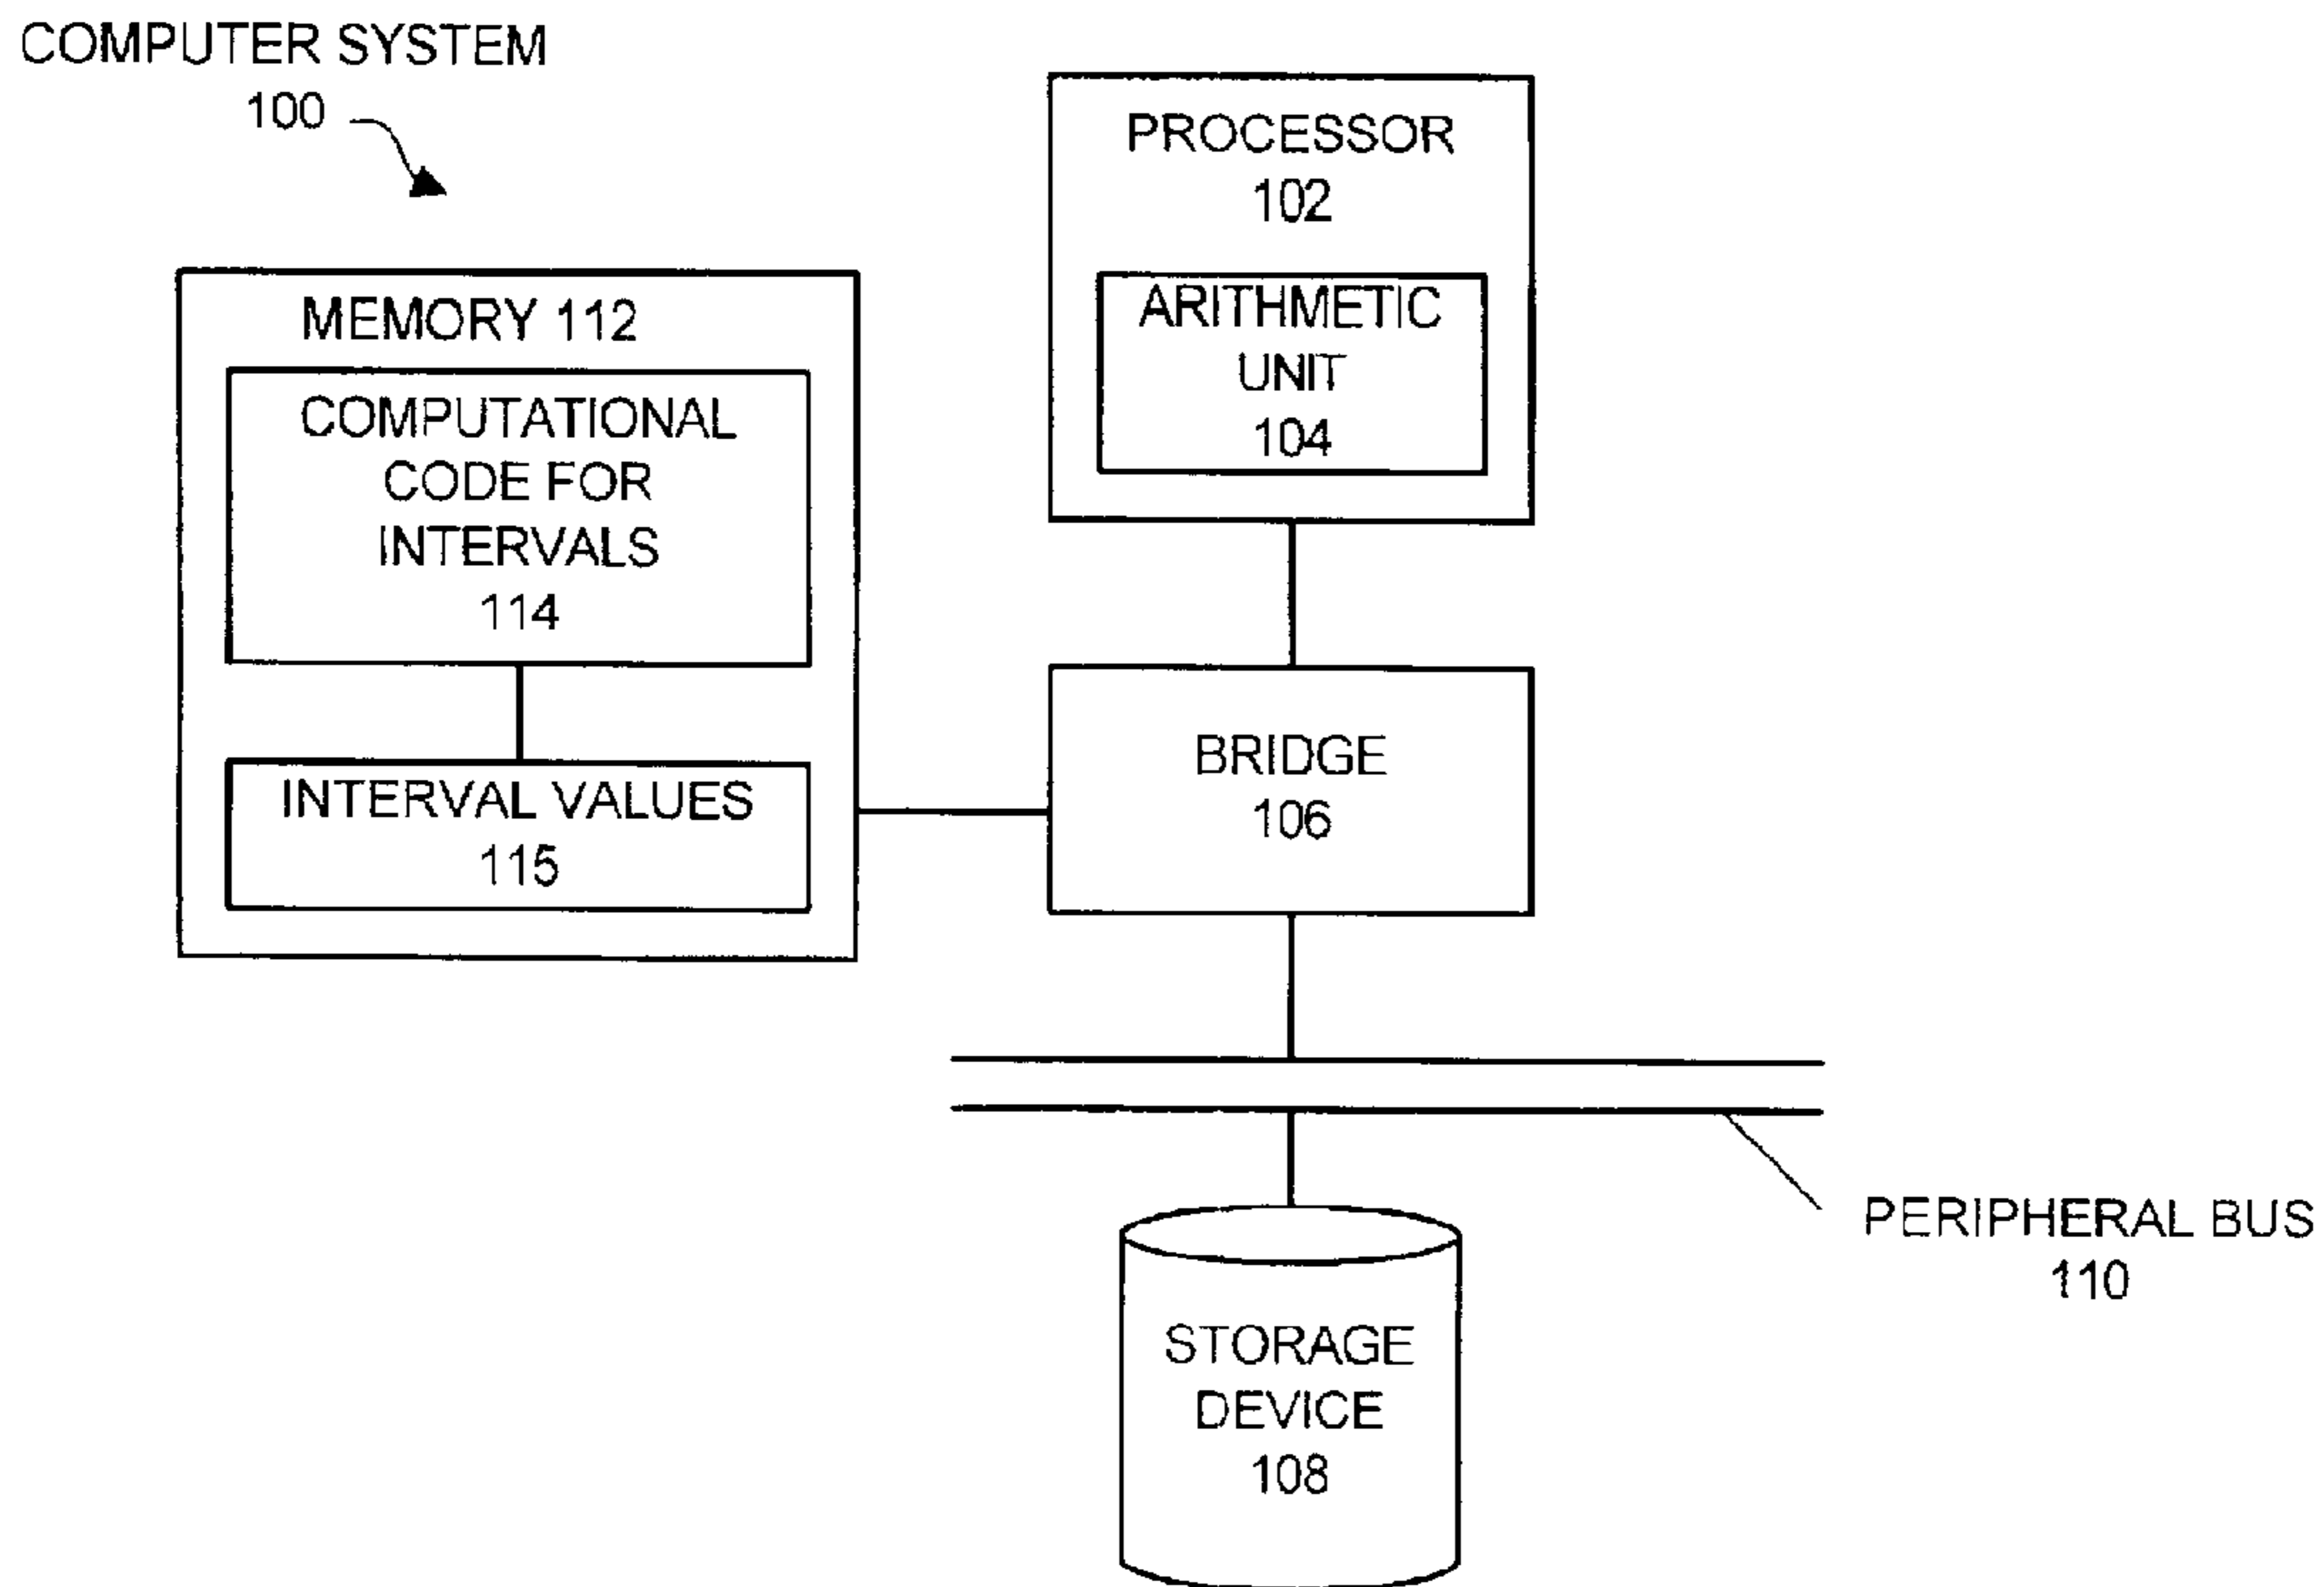 COMPUTER SYSTEM
100
PROCESSOR
102
ARITHMETIC
UNIT
104
MEMORY 112
COMPUTATIONAL
CODE FOR
INTERVALS
114
INTERVAL VALUES
115
BRIDGE
106
PERIPHERAL BUS
110
STORAGE
DEVICE
108